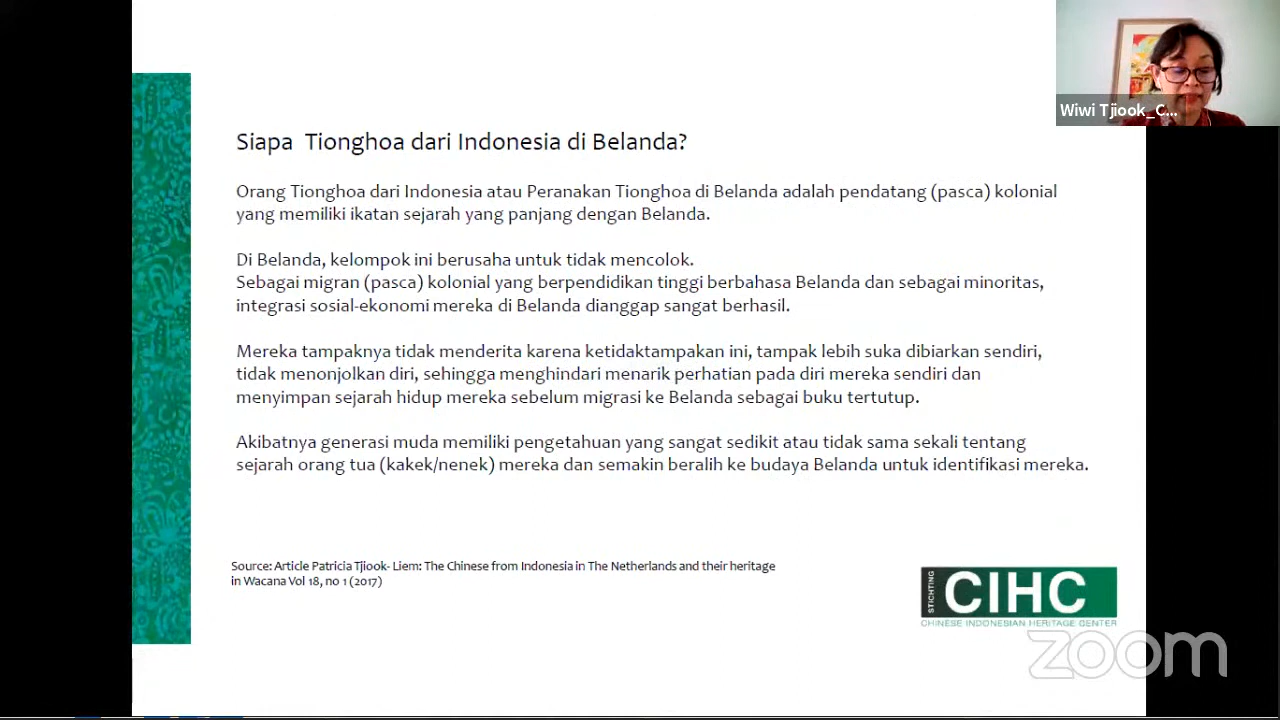 Wiwi Tjiook_C...
Siapa Tionghoa dari Indonesia di Belanda?
Orang Tionghoa dari Indonesia atau Peranakan Tionghoa di Belanda adalah pendatang (pasca) kolonial
yang memiliki ikatan sejarah yang panjang dengan Belanda.
Di Belanda, kelompok ini berusaha untuk tidak mencolok.
Sebagai migran (pasca) kolonial yang berpendidikan tinggi berbahasa Belanda dan sebagai minoritas,
integrasi sosial-ekonomi mereka di Belanda dianggap sangat berhasil.
Mereka tampaknya tidak menderita karena ketidaktampakan ini, tampak lebih suka dibiarkan sendiri,
tidak menonjolkan diri, sehingga menghindari menarik perhatian pada diri mereka sendiri dan
menyimpan sejarah hidup mereka sebelum migrasi ke Belanda sebagai buku tertutup.
Akibatnya generasi muda memiliki pengetahuan yang sangat sedikit atau tidak sama sekali tentang
sejarah orang tua (kakek/nenek) mereka dan semakin beralih ke budaya Belanda untuk identifikasi mereka.
Source: Article Patricia Tjiook- Liem: The Chinese from Indonesia in The Netherlands and their heritage
in Wacana Vol 18, no 1 (2017)
STICHTING
CIHC
CHINESE INDONESIAN HERITAGE CENTER
zoom